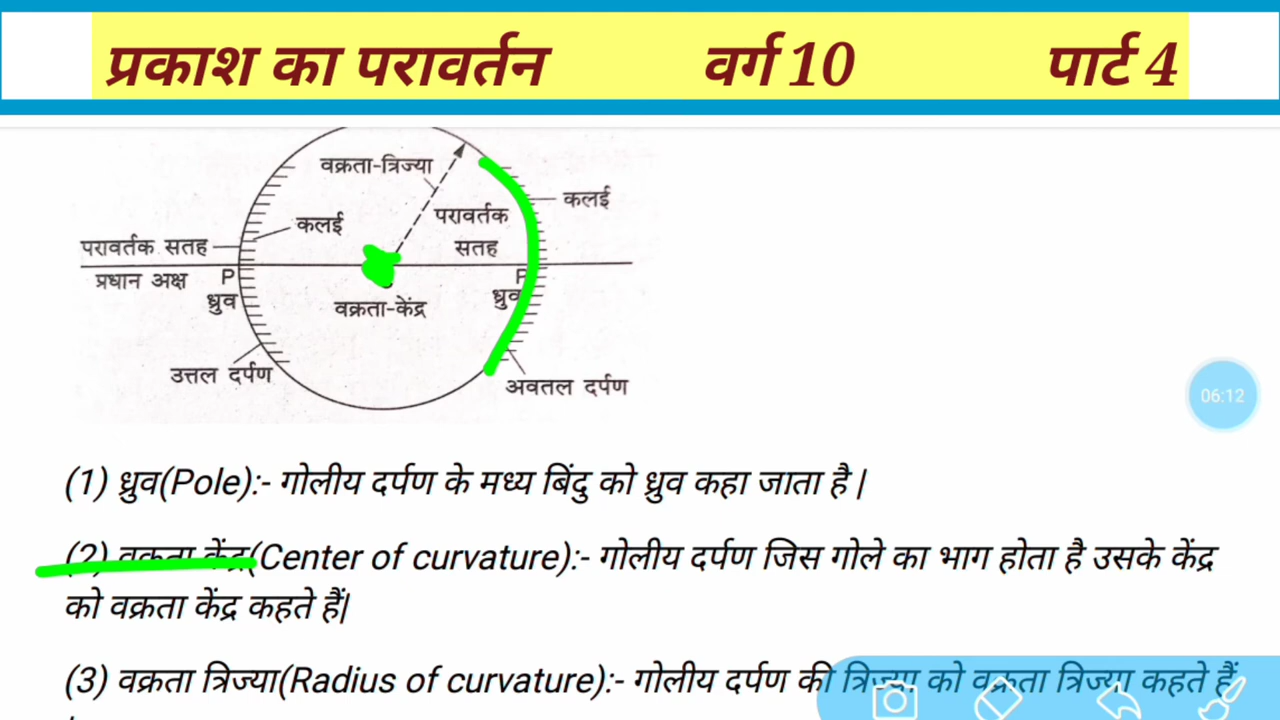 प्रकाश का परावर्तन वर्ग 10 पार्ट 4
वक्रता-त्रिज्या
कलई
परावर्तक सतह
कलई
परावर्तक सतह
प्रधान अक्ष
P
ध्रुव
P
ध्रुव
वक्रता-केंद्र
उत्तल दर्पण
अवतल दर्पण
06:12
(1) ध्रुव(Pole):- गोलीय दर्पण के मध्य बिंदु को ध्रुव कहा जाता है |
(2) वक्रता केंद्र(Center of curvature):- गोलीय दर्पण जिस गोले का भाग होता है उसके केंद्र
को वक्रता केंद्र कहते हैं|
(3) वक्रता त्रिज्या(Radius of curvature):- गोलीय दर्पण की त्रिज्या को वक्रता त्रिज्या कहते हैं
|